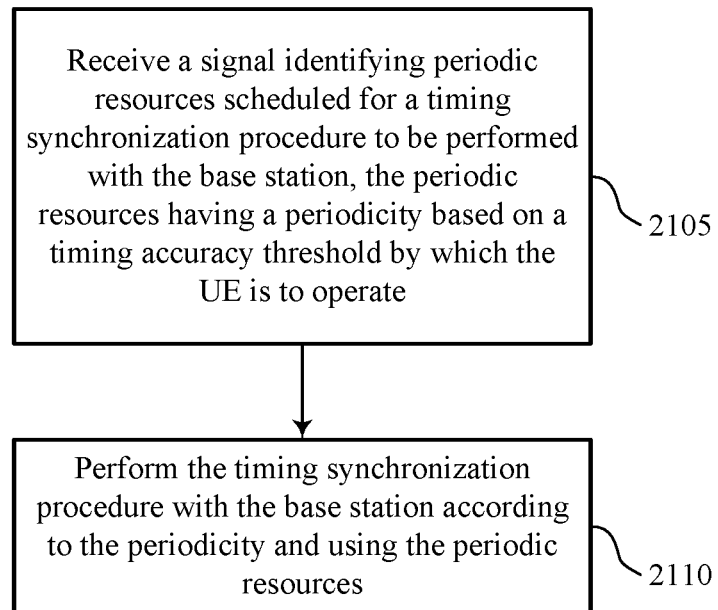 Receive a signal identifying periodic
resources scheduled for a timing
synchronization procedure to be performed
with the base station, the periodic
resources having a periodicity based on a
timing accuracy threshold by which the
UE is to operate
2105
Perform the timing synchronization
procedure with the base station according
to the periodicity and using the periodic
resources
2110